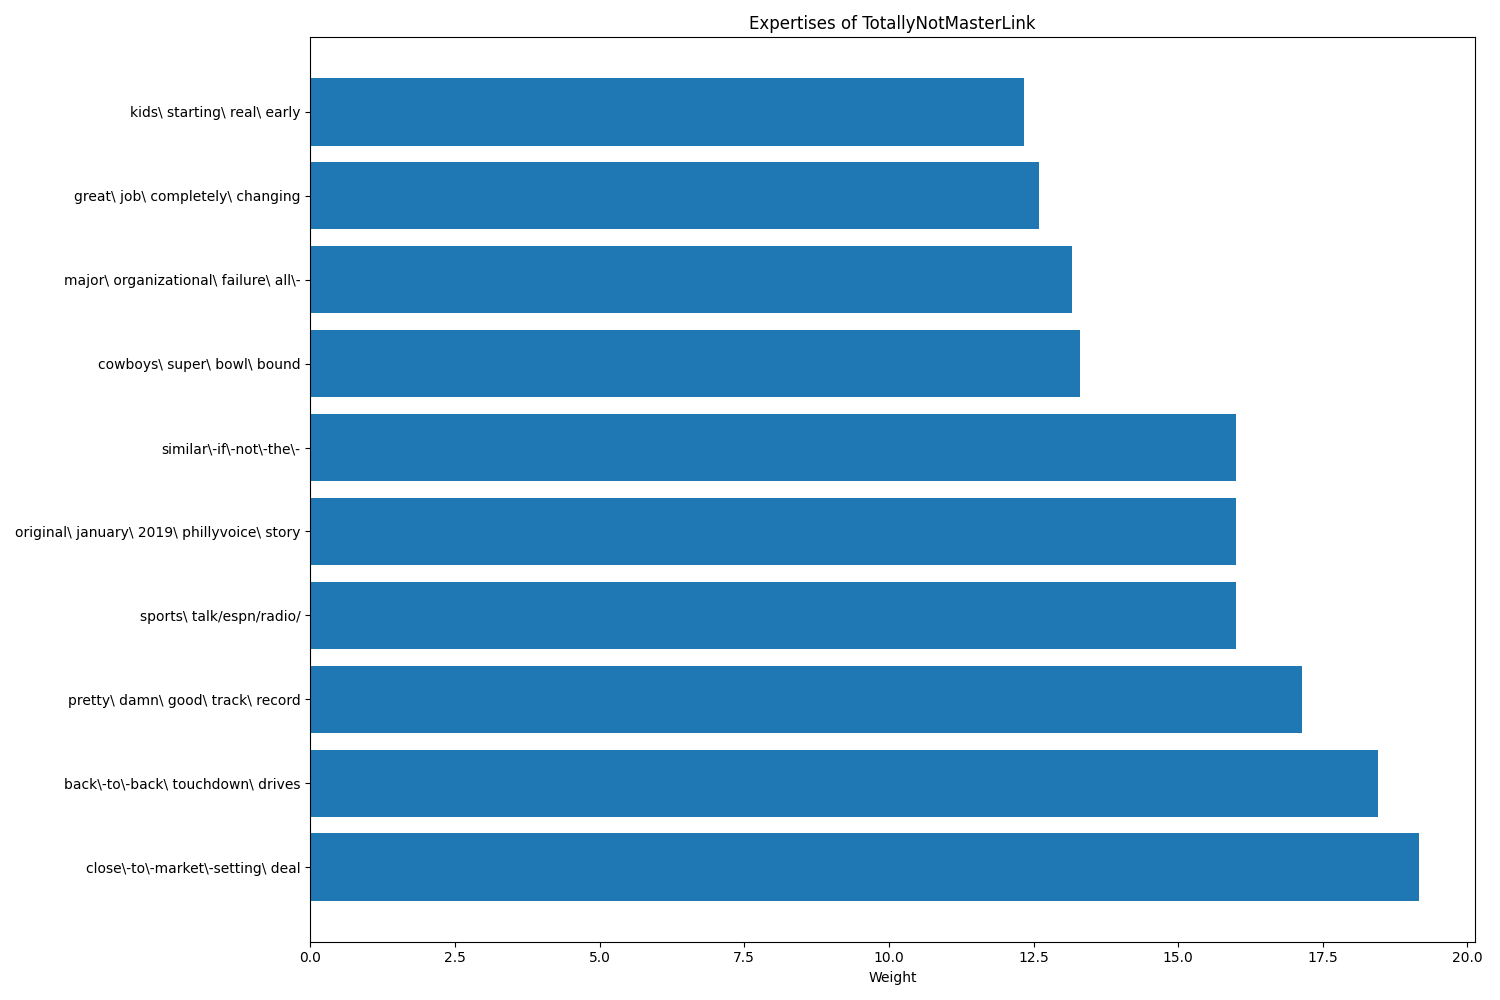 Expertises of TotallyNotMasterLink
kids\ starting\ real\ early
great\ job\ completely\ changing
major\ organizational\ failure\ all\-
cowboys\ super\ bowl\ bound
similar\-if\-not\-the\-
original\ january\ 2019\ phillyvoice\ story
sports\ talk/espn/radio/
pretty\ damn\ good\ track\ record
back\-to\-back\ touchdown\ drives
close\-to\-market\-setting\ deal
0.0 2.5 5.0 7.5 10.0 12.5 15.0 17.5 20.0
Weight